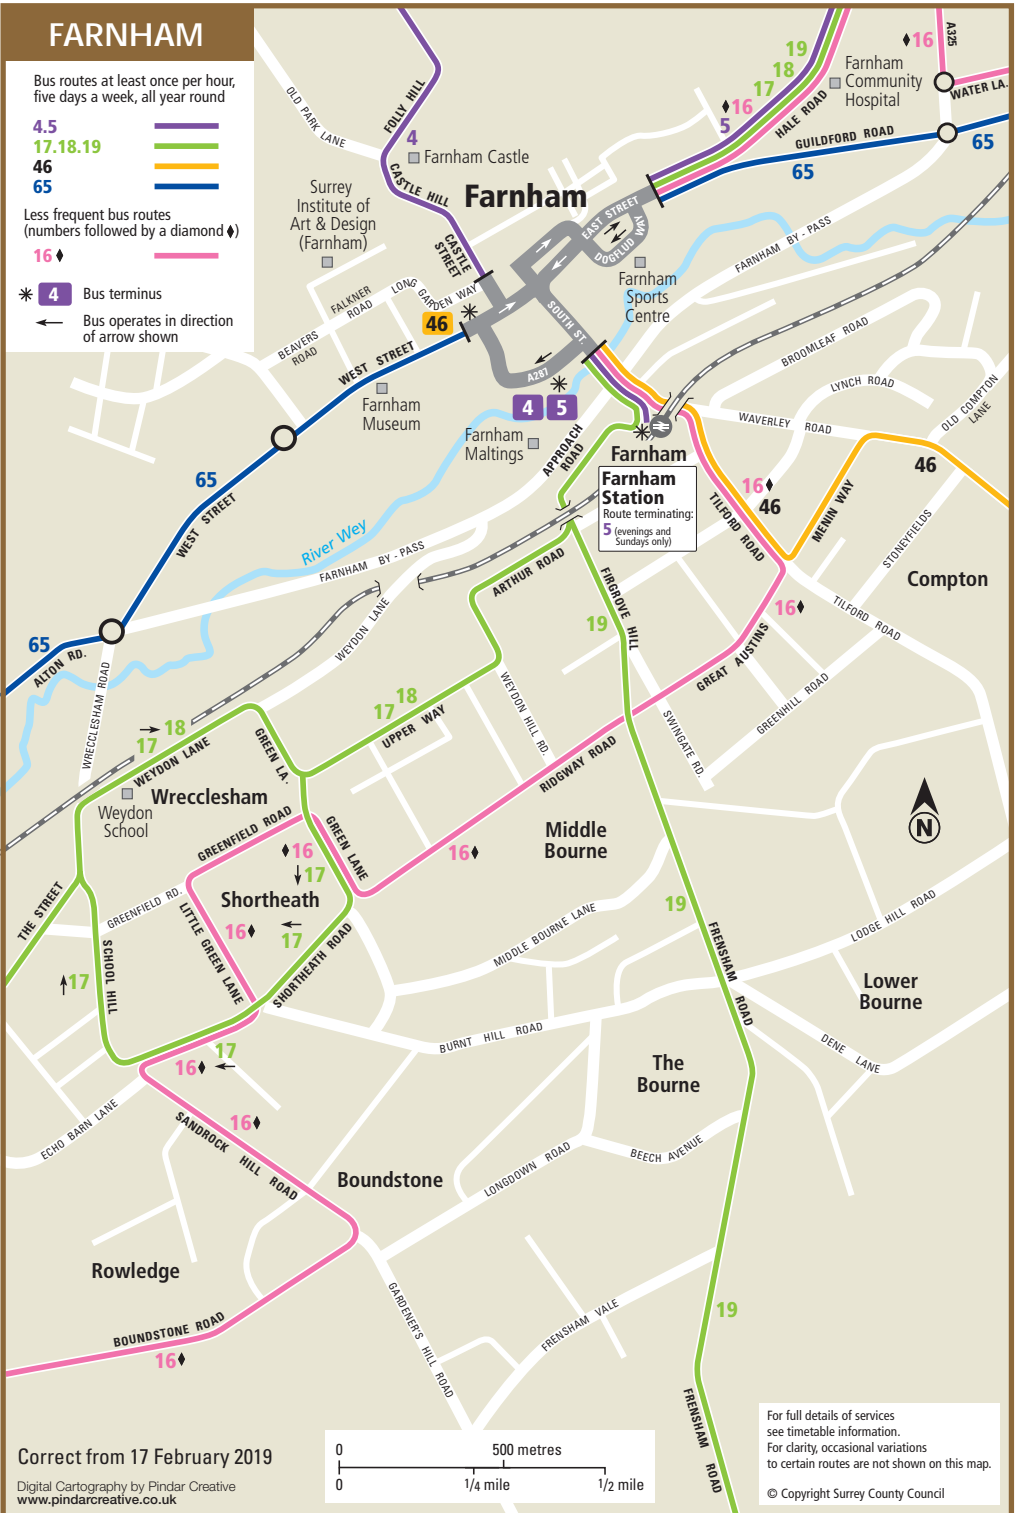 FARNHAM
Bus routes at least once per hour,
five days a week, all year round
4.5
17.18.19
46
65
Less frequent bus routes
(numbers followed by a diamond ♦)
16♦
4 Bus terminus
Bus operates in direction
of arrow shown
OLD PARK LANE
FOLLY HILL
4
Farnham Castle
CASTLE HILL
CASTLE
STREET
Surrey
Institute of
Art & Design
(Farnham)
Farnham
19
18
17
♦16
5
HALE ROAD
Farnham
Community
Hospital
♦16
A325
WATER LA.
GUILDFORD ROAD
65
65
EAST STREET
DOGFLUD WAY
Farnham
Sports
Centre
FARNHAM BY-PASS
LONG GARDEN WAY
FALKNER
ROAD
BEAVERS
ROAD
46
WEST STREET
SOUTH ST.
A287
4
5
Farnham
Museum
Farnham
Maltings
APPROACH
ROAD
Farnham
Farnham
Station
Route terminating:
5 (evenings and
Sundays only)
BROOMLEAF ROAD
LYNCH ROAD
OLD COMPTON
LANE
WAVERLEY ROAD
46
16♦
46
TILFORD ROAD
MENIN WAY
STONEYFIELDS
Compton
65
WEST STREET
River Wey
FARNHAM BY-PASS
WEYDON LANE
ARTHUR ROAD
FIRGROVE HILL
19
16♦
TILFORD ROAD
GREAT AUSTINS
GREENHILL ROAD
65
ALTON RD.
WRECCLESHAM ROAD
18
17
WEYDON LANE
GREEN LA.
18
17
UPPER WAY
WEYDON HILL RD.
SWINGATE RD.
RIDGWAY ROAD
Weydon
School
Wrecclesham
GREENFIELD ROAD
♦16
17
GREEN LANE
16♦
Middle
Bourne
N
THE STREET
GREENFIELD RD.
Shortheath
16♦
17
LITTLE GREEN LANE
SHORTHEATH ROAD
MIDDLE BOURNE LANE
19
FRENSHAM ROAD
LODGE HILL ROAD
Lower
Bourne
17
SCHOOL HILL
17
16♦
BURNT HILL ROAD
The
Bourne
DENE LANE
ECHO BARN LANE
16♦
SANDROCK HILL ROAD
Boundstone
LONGDOWN ROAD
BEECH AVENUE
Rowledge
BOUNDSTONE ROAD
16♦
GARDENER'S HILL ROAD
FRENSHAM VALE
19
FRENSHAM ROAD
Correct from 17 February 2019
Digital Cartography by Pindar Creative
www.pindarcreative.co.uk
0 500 metres
0 1/4 mile 1/2 mile
For full details of services
see timetable information.
For clarity, occasional variations
to certain routes are not shown on this map.
© Copyright Surrey County Council